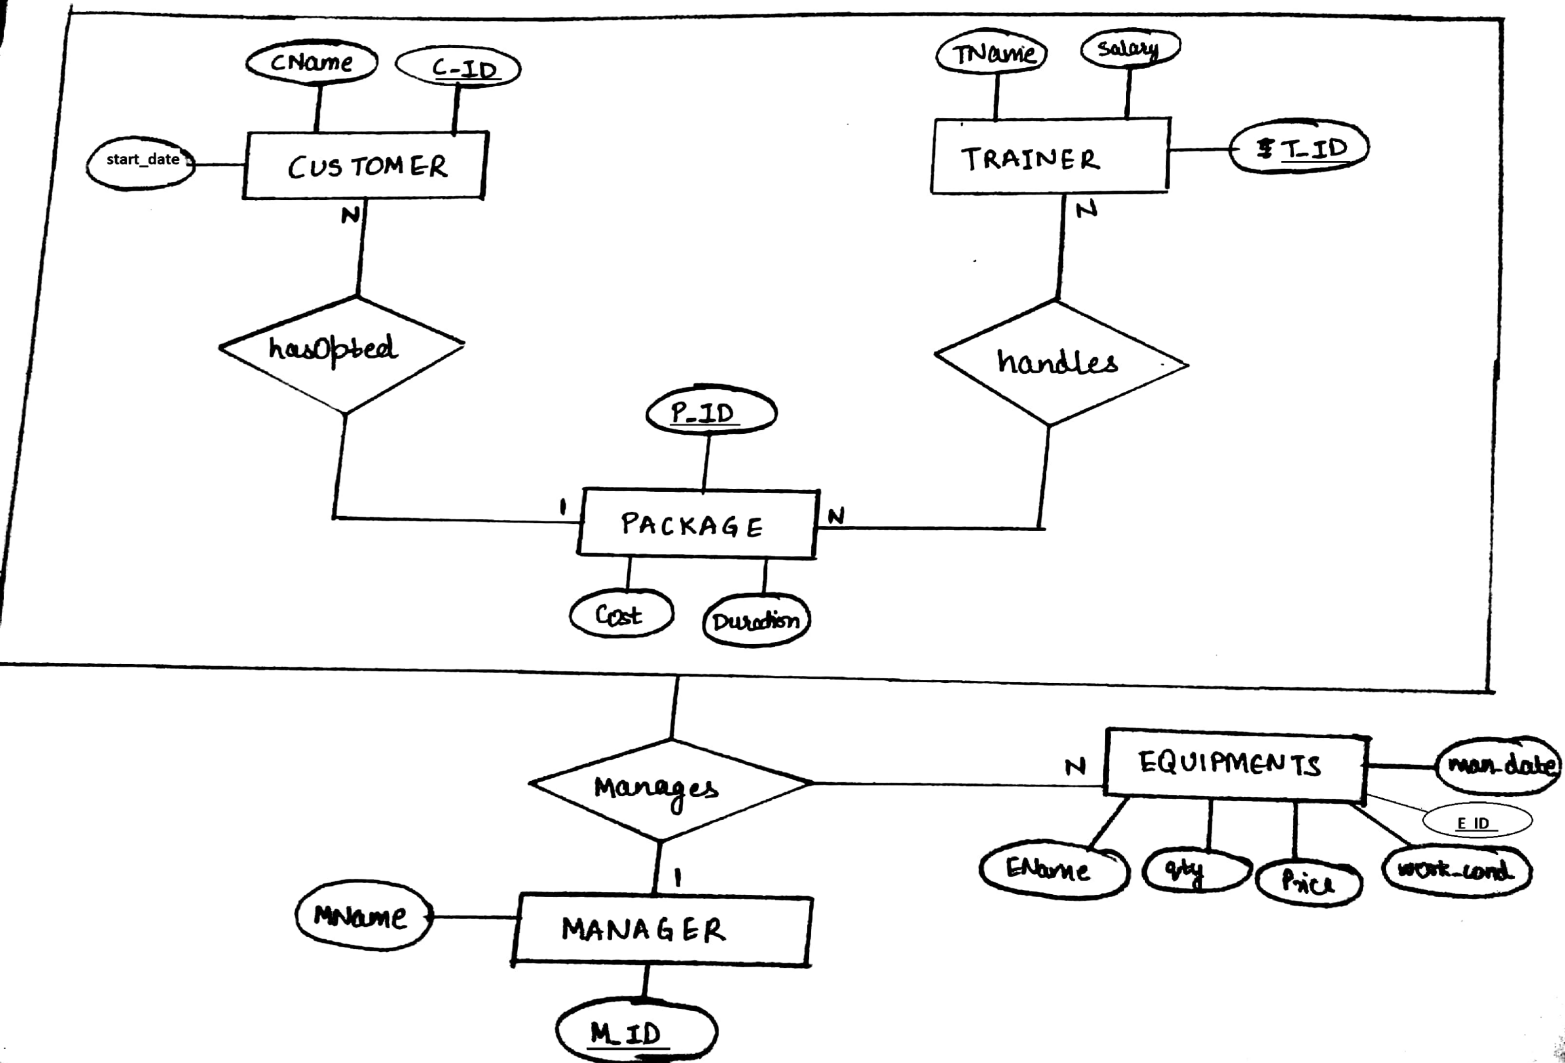 CName
C-ID
TName
Salary
start_date
CUSTOMER
TRAINER
T_ID
N
N
hasOpted
handles
P_ID
1
PACKAGE
N
Cost
Duration
Manages
N
EQUIPMENTS
man_date
E_ID
EName
qty
Price
work_cond
1
MName
MANAGER
M_ID